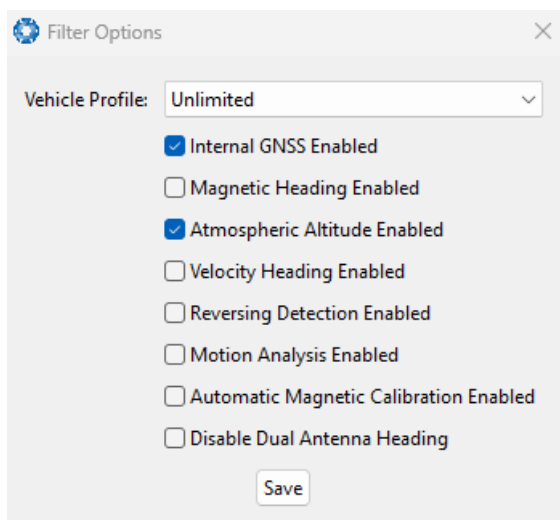 Filter Options
Vehicle Profile: Unlimited
Internal GNSS Enabled
Magnetic Heading Enabled
Atmospheric Altitude Enabled
Velocity Heading Enabled
Reversing Detection Enabled
Motion Analysis Enabled
Automatic Magnetic Calibration Enabled
Disable Dual Antenna Heading
Save